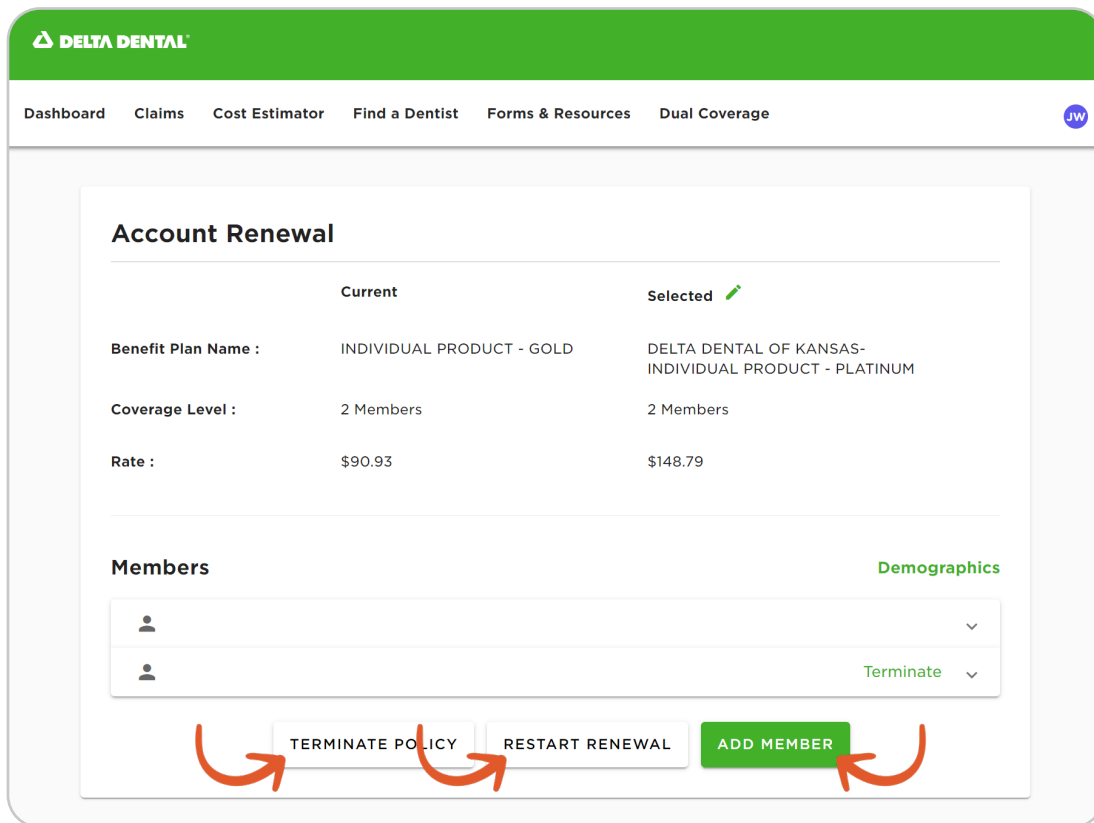 DELTA DENTAL®
Dashboard Claims Cost Estimator Find a Dentist Forms & Resources Dual Coverage JW
Account Renewal
Current Selected
Benefit Plan Name : INDIVIDUAL PRODUCT - GOLD DELTA DENTAL OF KANSAS-
INDIVIDUAL PRODUCT - PLATINUM
Coverage Level : 2 Members 2 Members
Rate : $90.93 $148.79
Members Demographics
Terminate
TERMINATE POLICY RESTART RENEWAL ADD MEMBER